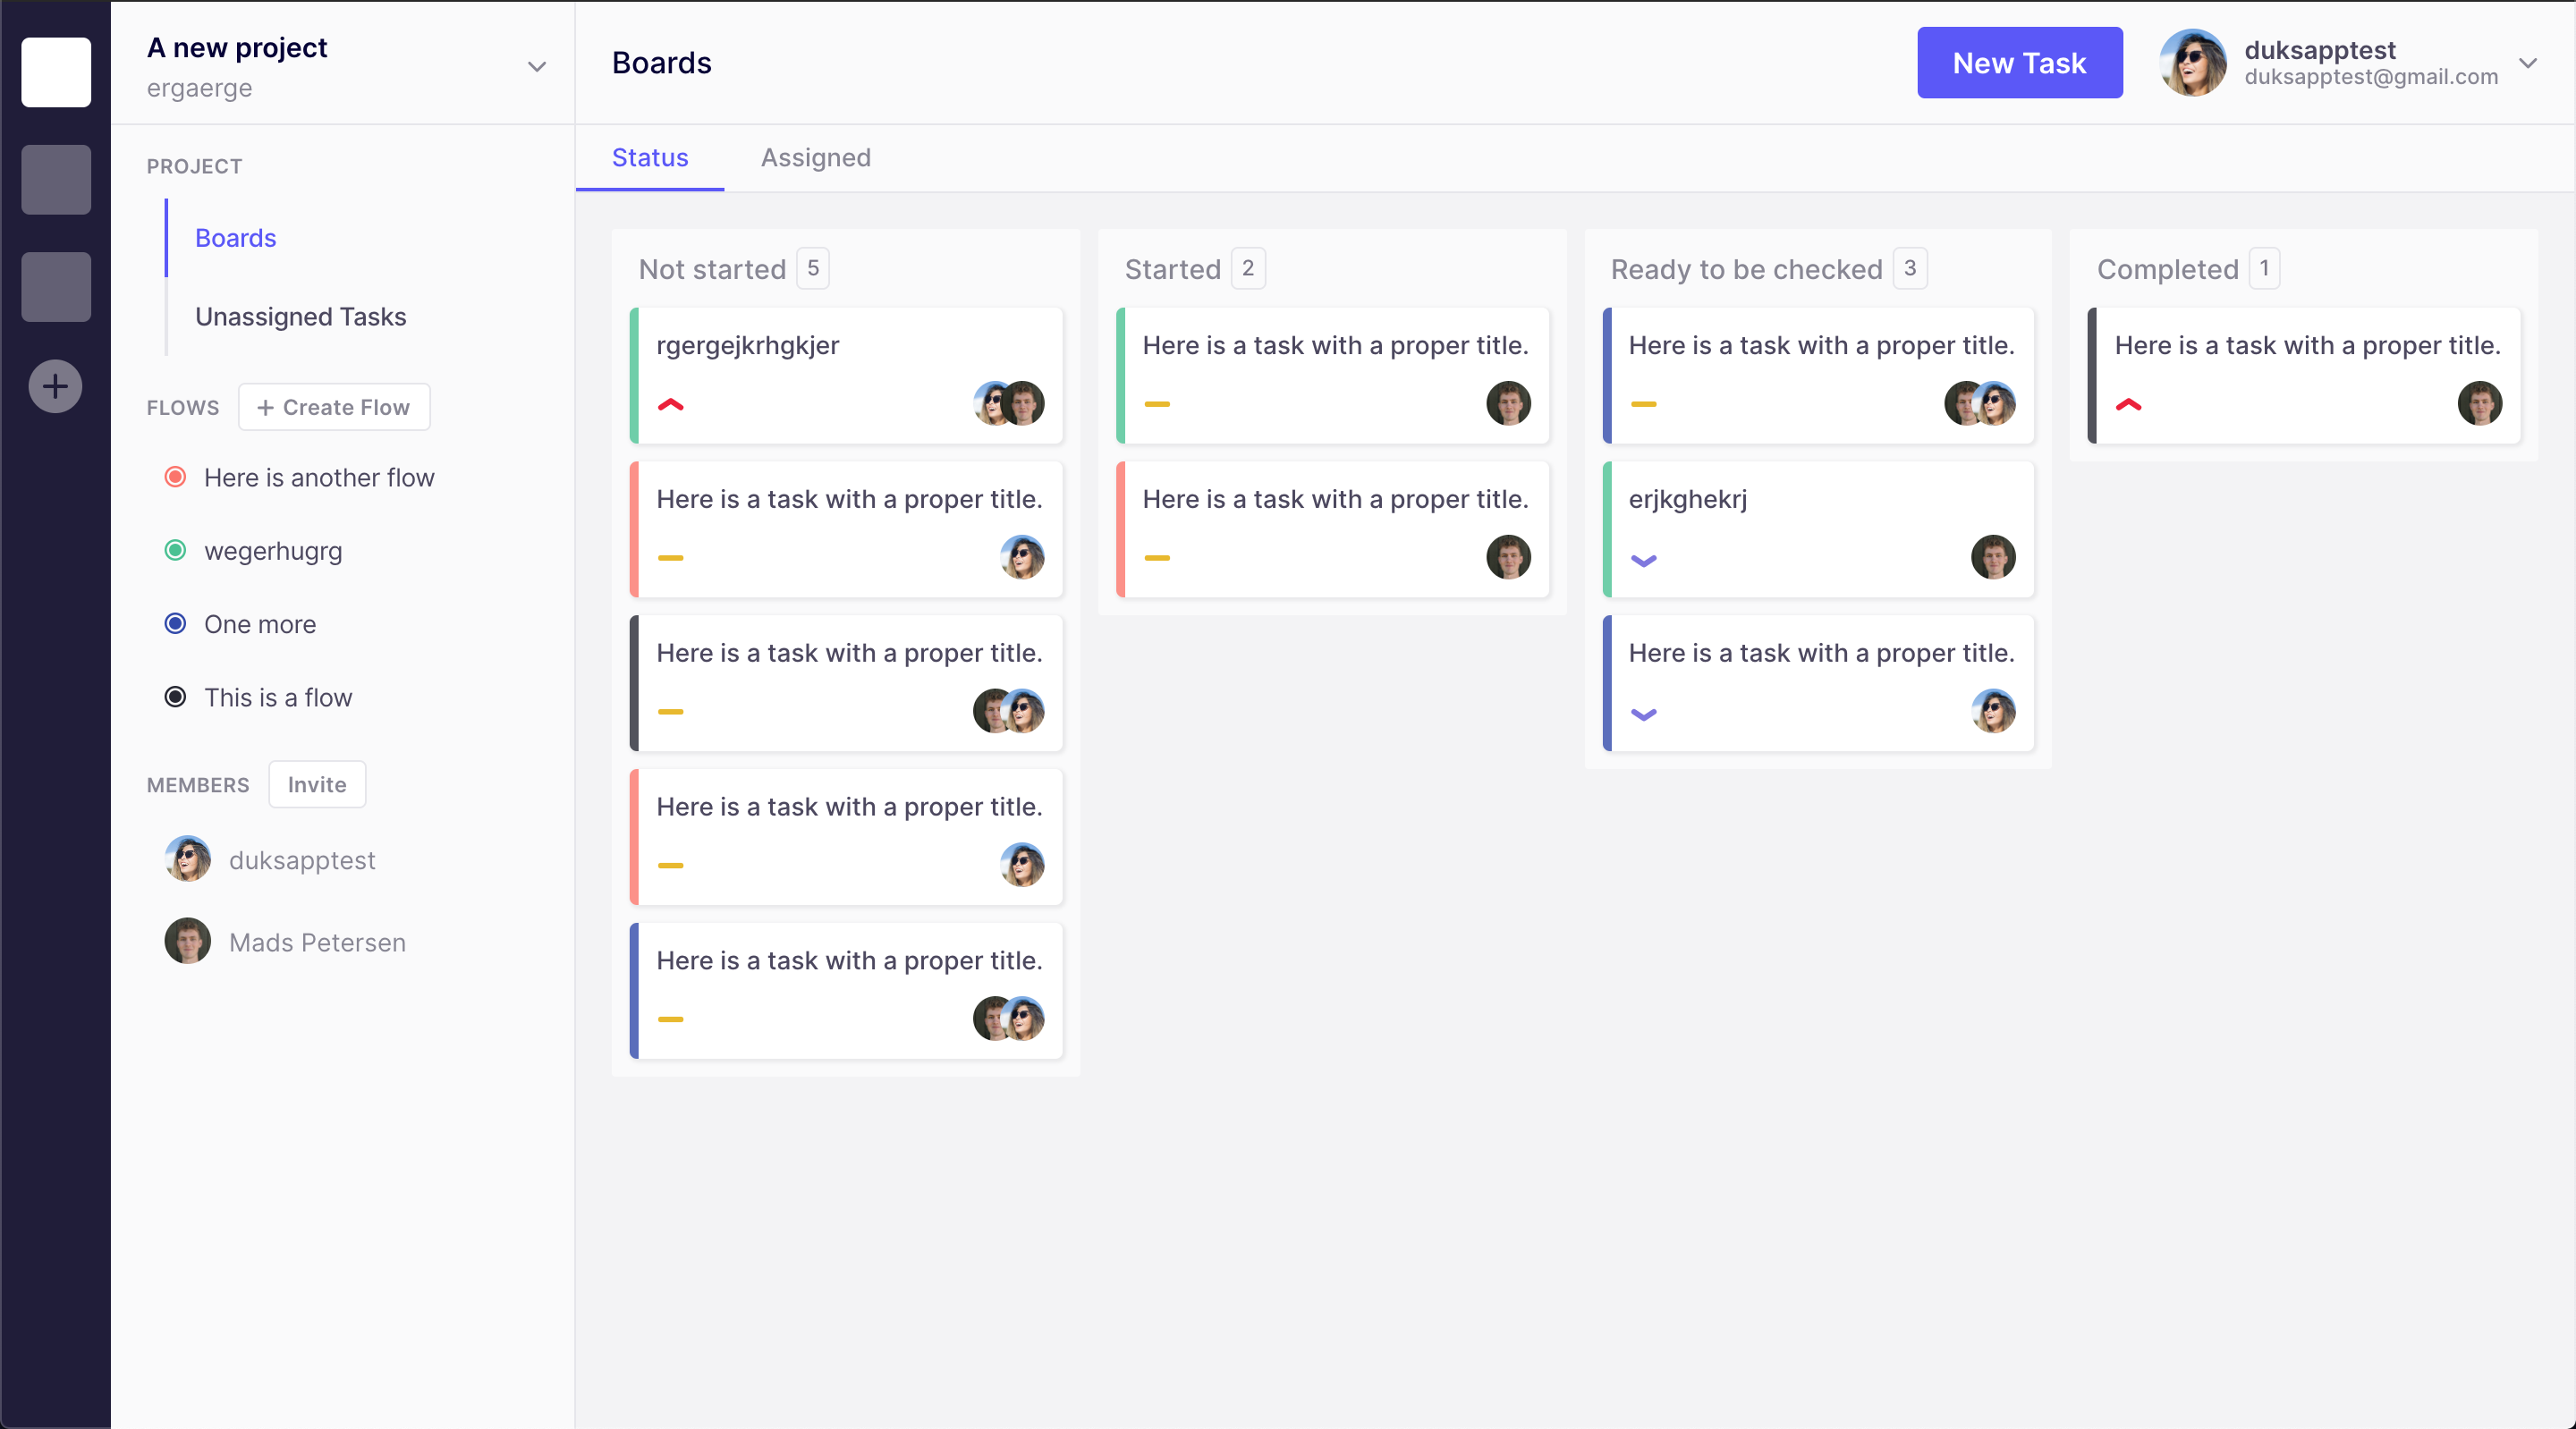 A new project
ergaerge
PROJECT
Boards
Unassigned Tasks
FLOWS
+ Create Flow
Here is another flow
wegerhugrg
One more
This is a flow
MEMBERS
Invite
duksapptest
Mads Petersen
Boards
New Task
duksapptest
duksapptest@gmail.com
Status
Assigned
Not started 5
rgergejkrhgkjer
Here is a task with a proper title.
Here is a task with a proper title.
Here is a task with a proper title.
Here is a task with a proper title.
Started 2
Here is a task with a proper title.
Here is a task with a proper title.
Ready to be checked 3
Here is a task with a proper title.
erjkghekrj
Here is a task with a proper title.
Completed 1
Here is a task with a proper title.